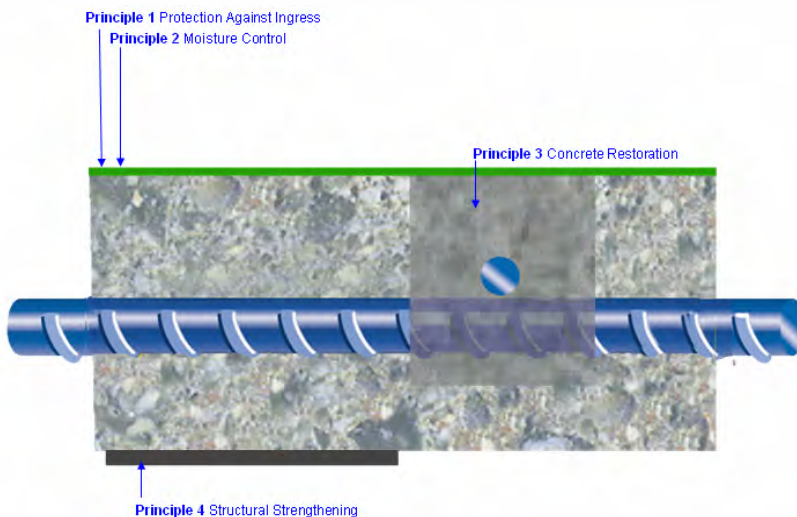 Principle 1 Protection Against Ingress
Principle 2 Moisture Control
Principle 3 Concrete Restoration
Principle 4 Structural Strengthening